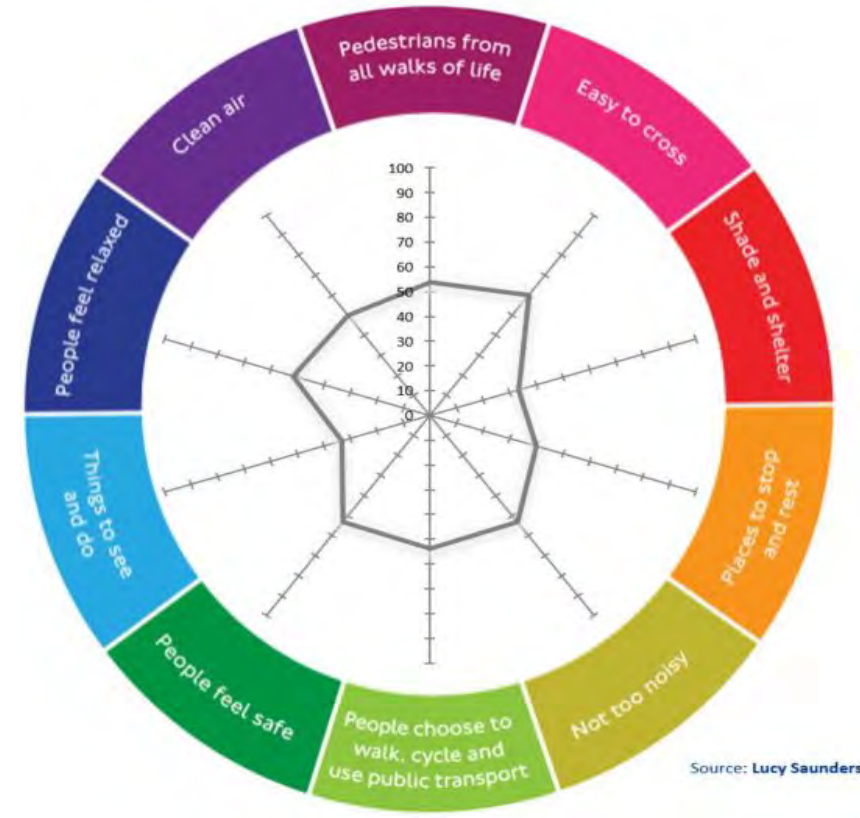 Pedestrians from
all walks of life
Easy to cross
Shade and shelter
Places to stop
and rest
Not too noisy
People choose to
walk, cycle and
use public transport
People feel safe
Things to see
and do
People feel relaxed
Clean air
100
90
80
70
60
50
40
30
20
10
0
Source: Lucy Saunders